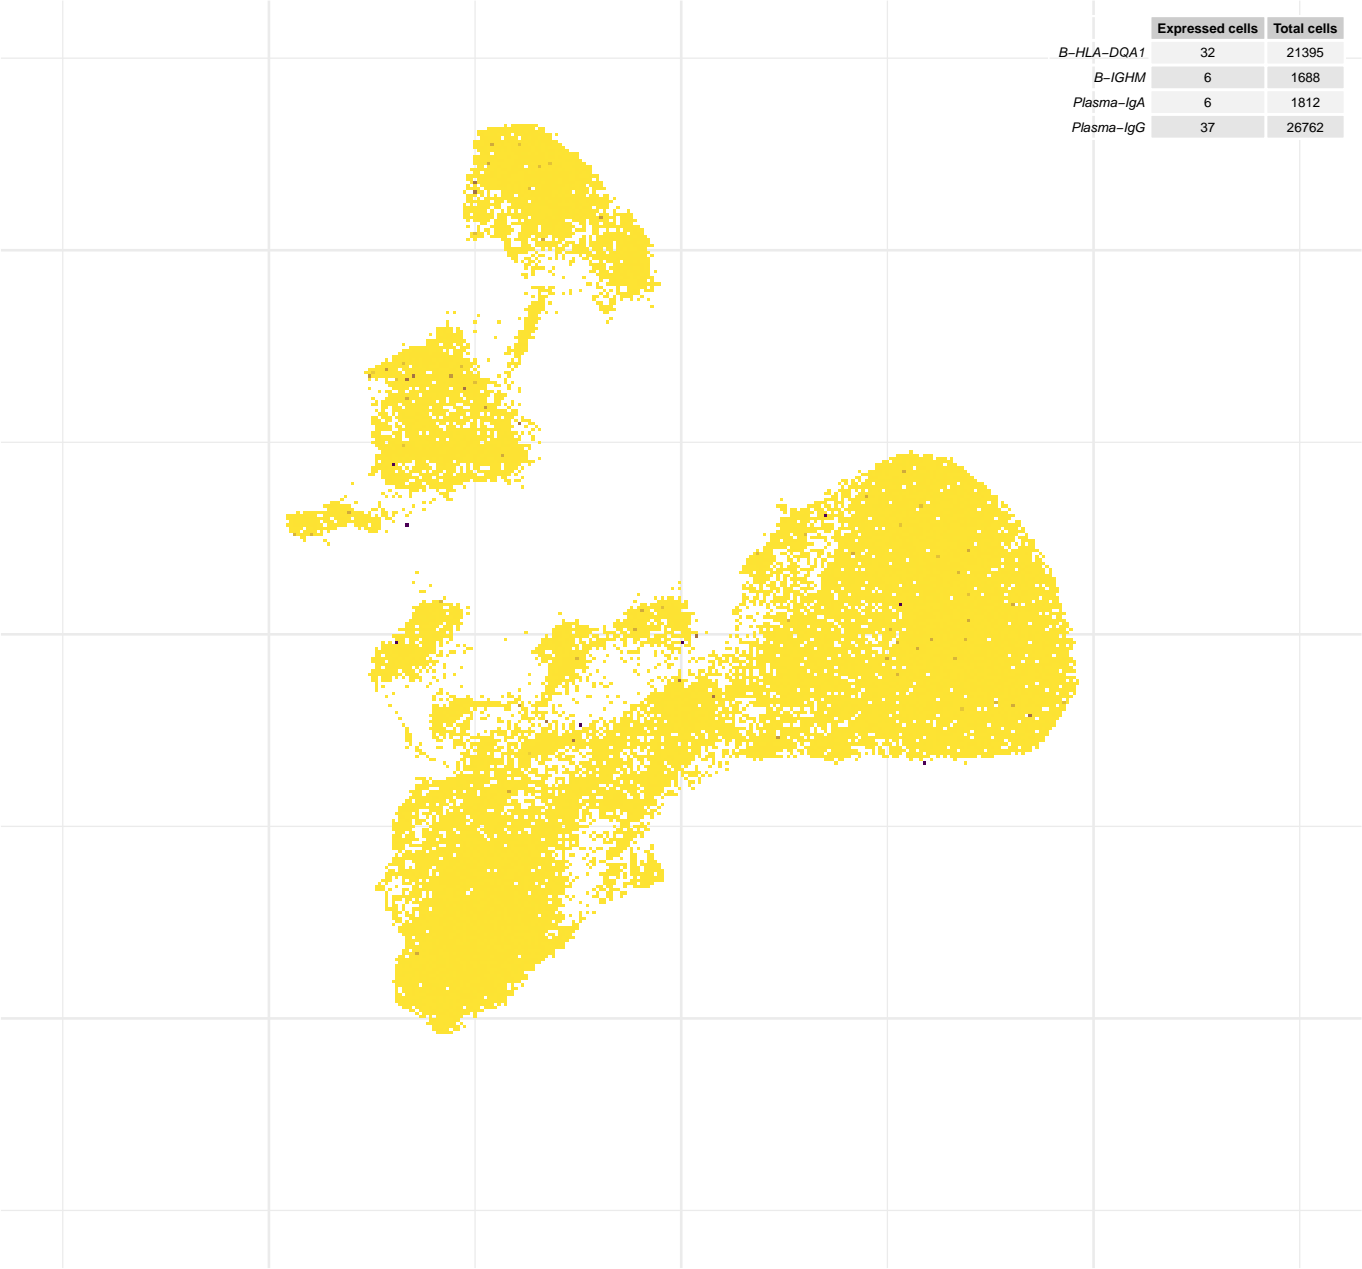 Expressed cells Total cells
B−HLA−DQA1 32 21395
B−IGHM 6 1688
Plasma−IgA 6 1812
Plasma−IgG 37 26762